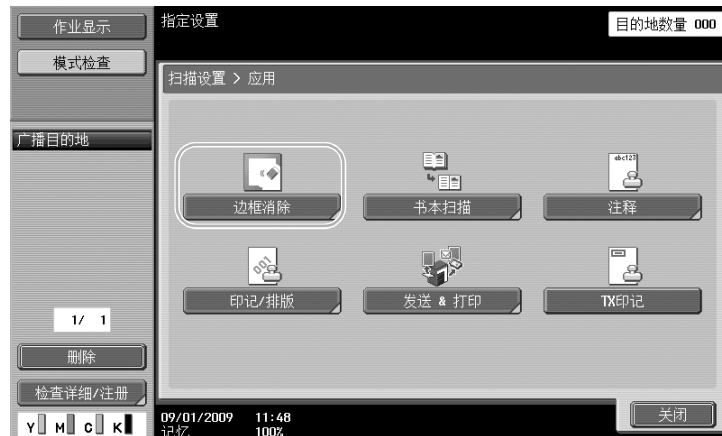 作业显示
模式检查
广播目的地
1/ 1
删除
检查详细/注册
Y M C K
指定设置
目的地数量 000
扫描设置 > 应用
abc123
边框消除
书本扫描
注释
001
印记/排版
发送 & 打印
TX印记
09/01/2009 11:48
记忆 100%
关闭